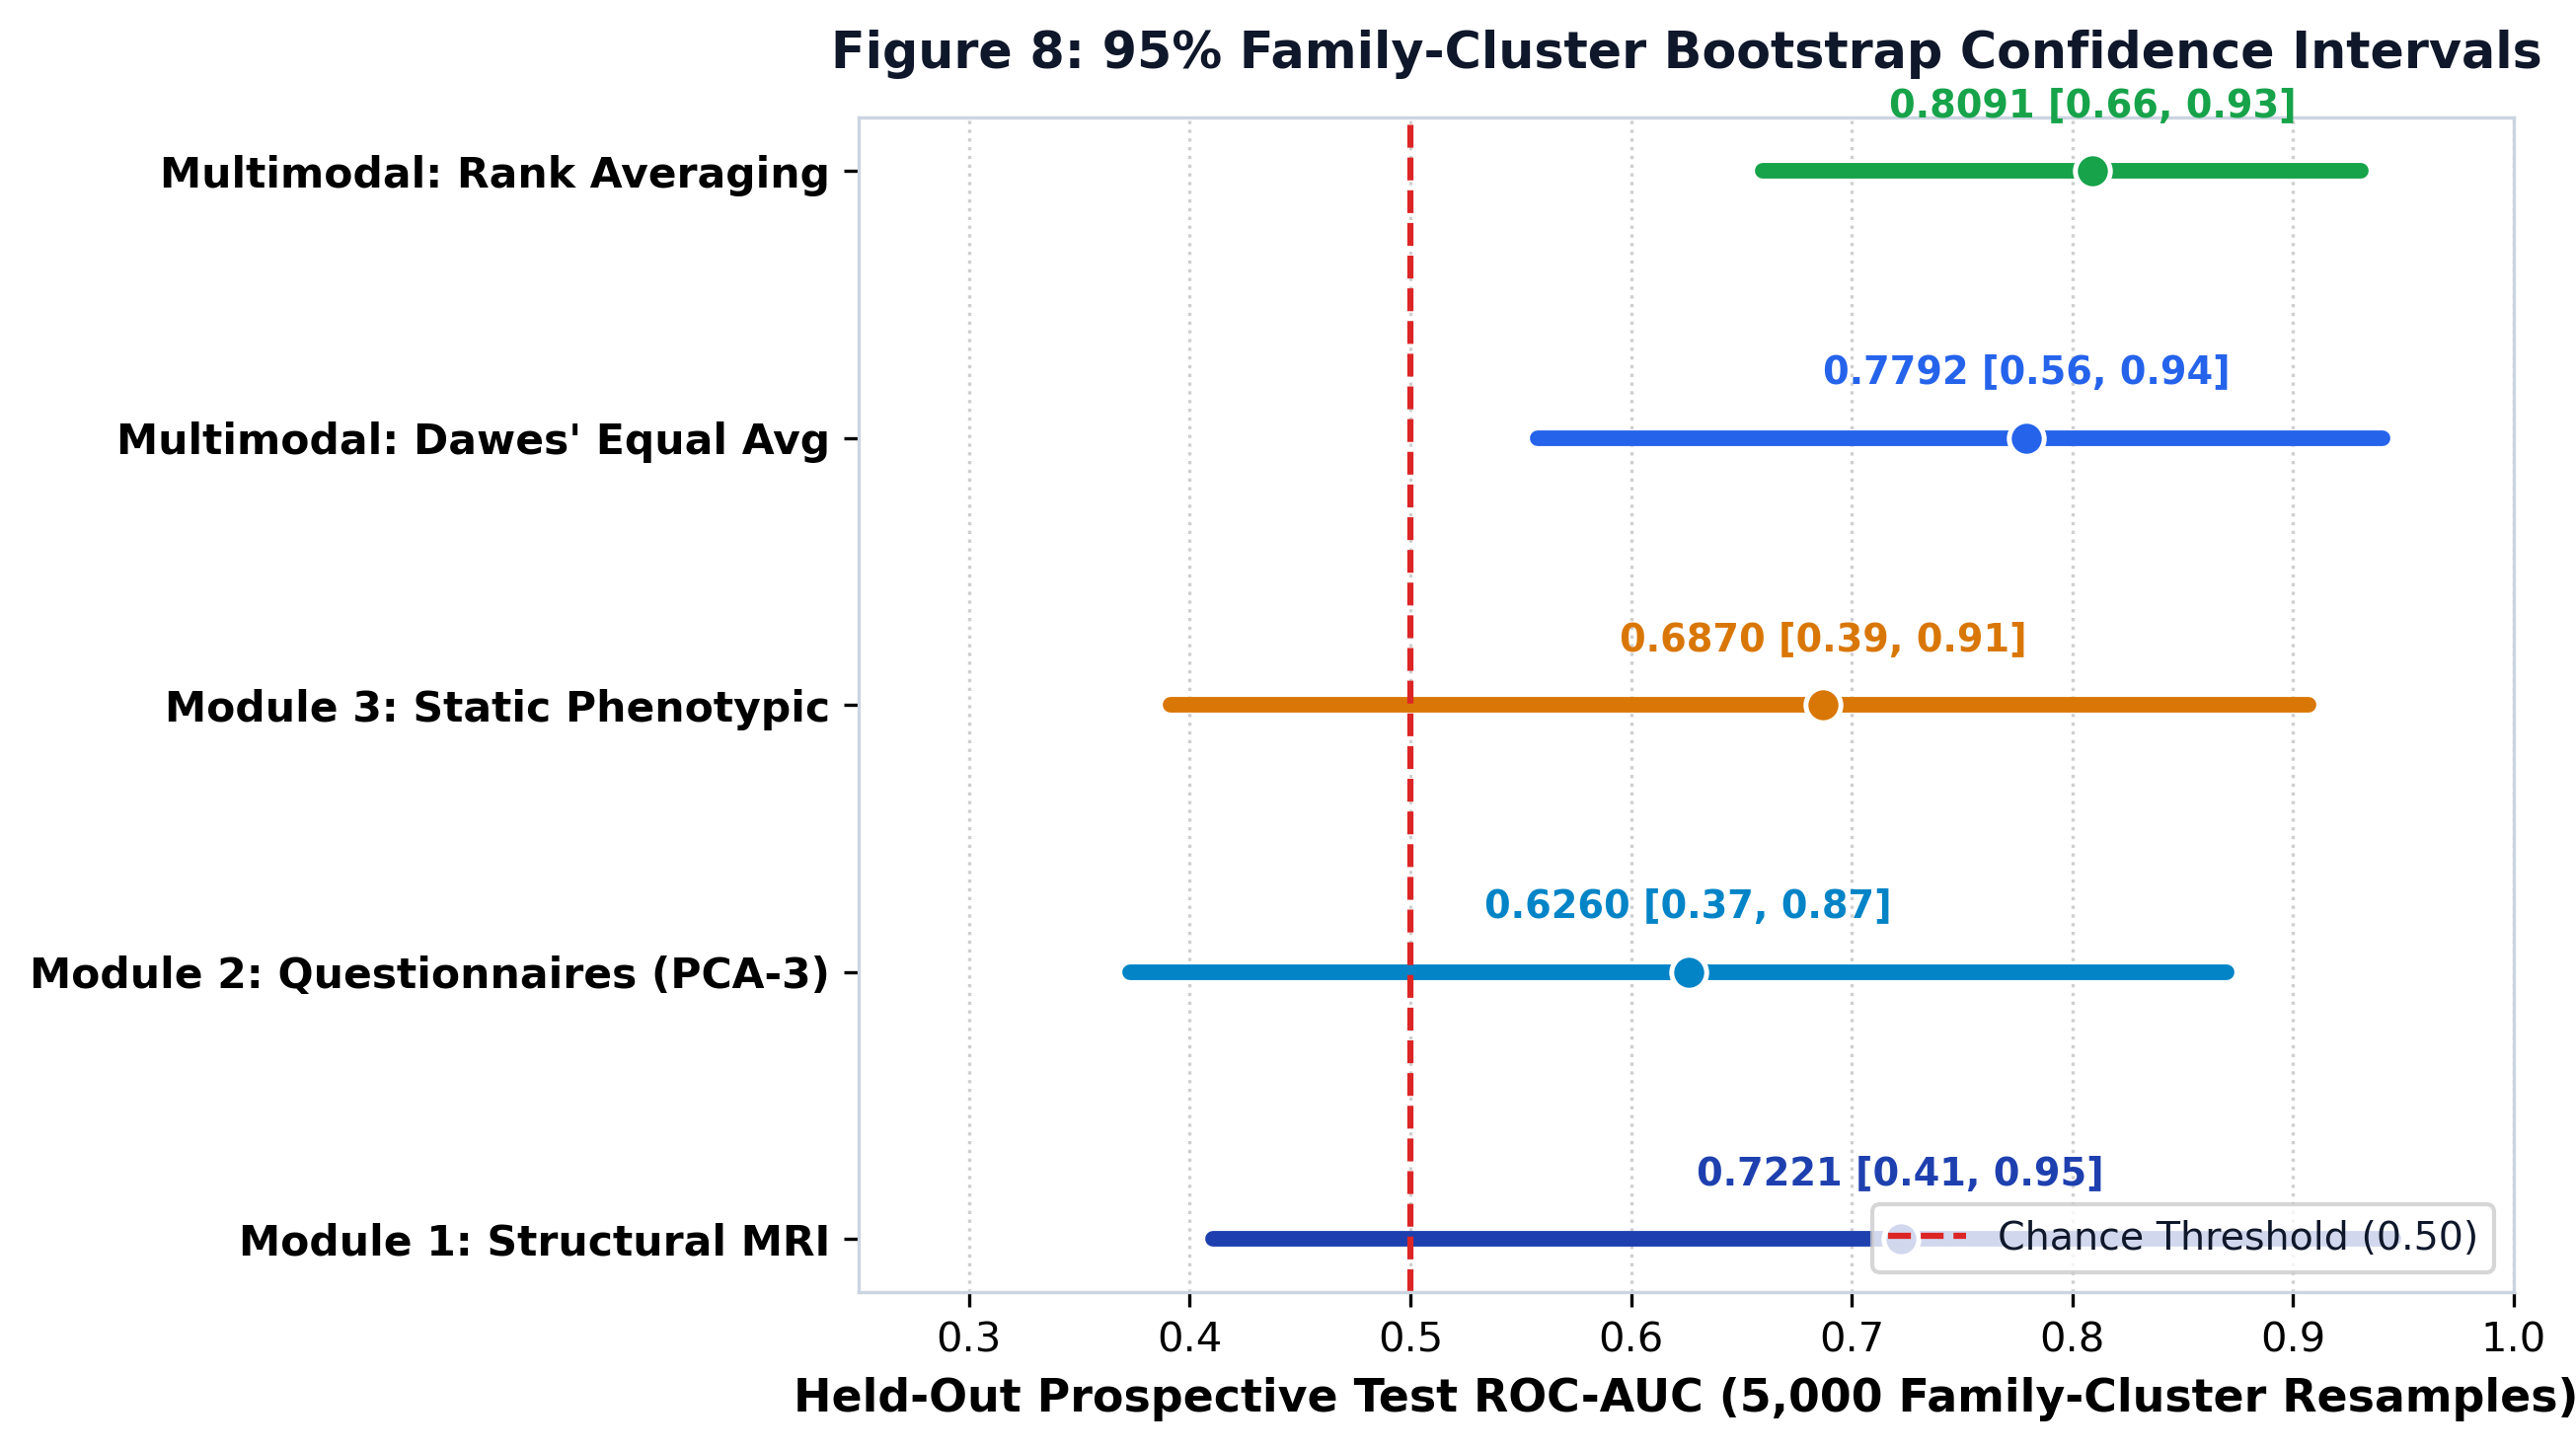 Figure 8: 95% Family-Cluster Bootstrap Confidence Intervals
0.8091 [0.66, 0.93]
Multimodal: Rank Averaging
0.7792 [0.56, 0.94]
Multimodal: Dawes' Equal Avg
0.6870 [0.39, 0.91]
Module 3: Static Phenotypic
0.6260 [0.37, 0.87]
Module 2: Questionnaires (PCA-3)
0.7221 [0.41, 0.95]
Module 1: Structural MRI
Chance Threshold (0.50)
0.3 0.4 0.5 0.6 0.7 0.8 0.9 1.0
Held-Out Prospective Test ROC-AUC (5,000 Family-Cluster Resamples)